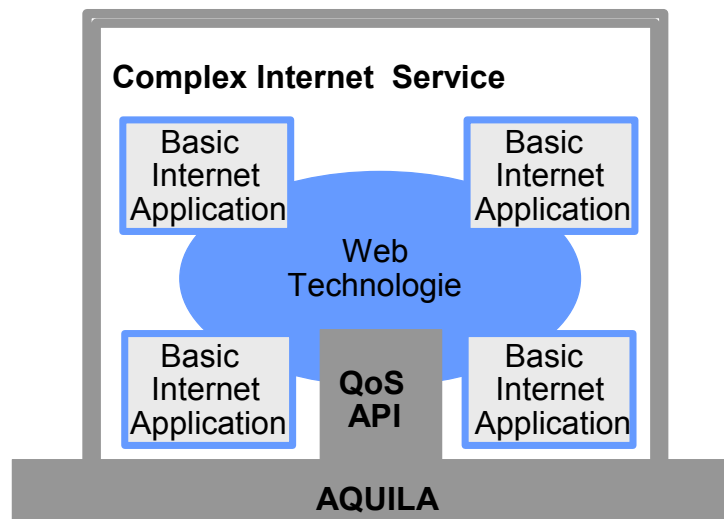 Complex Internet Service
Basic
Internet
Application
Basic
Internet
Application
Web
Technologie
Basic
Internet
Application
QoS
API
Basic
Internet
Application
AQUILA